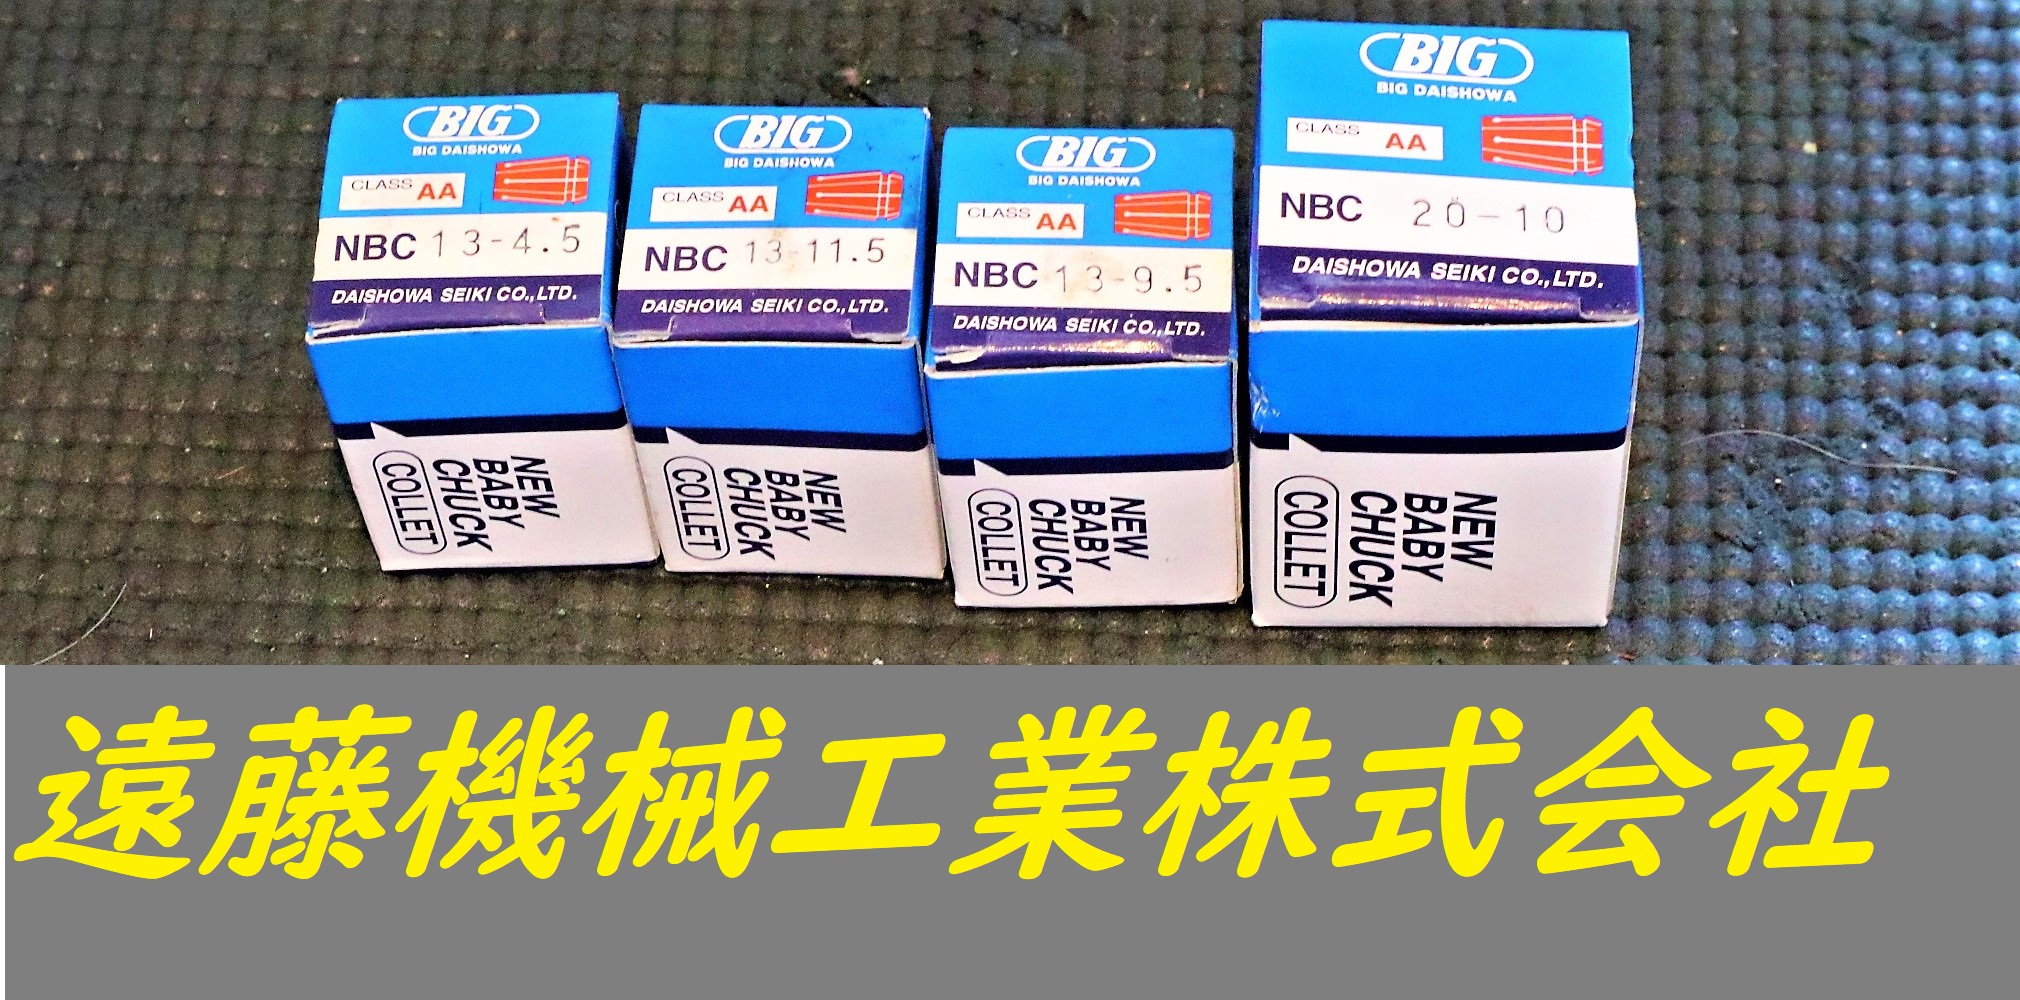 BIG
BIG DAISHOWA
CLASS AA
NBC 13-4.5
DAISHOWA SEIKI CO.,LTD.
NEW
BABY
CHUCK
COLLET
BIG
BIG DAISHOWA
CLASS AA
NBC 13-11.5
DAISHOWA SEIKI CO.,LTD.
NEW
BABY
CHUCK
COLLET
BIG
BIG DAISHOWA
CLASS AA
NBC 13-9.5
DAISHOWA SEIKI CO.,LTD.
NEW
BABY
CHUCK
COLLET
BIG
BIG DAISHOWA
CLASS AA
NBC 20-10
DAISHOWA SEIKI CO.,LTD.
NEW
BABY
CHUCK
COLLET
遠藤機械工業株式会社